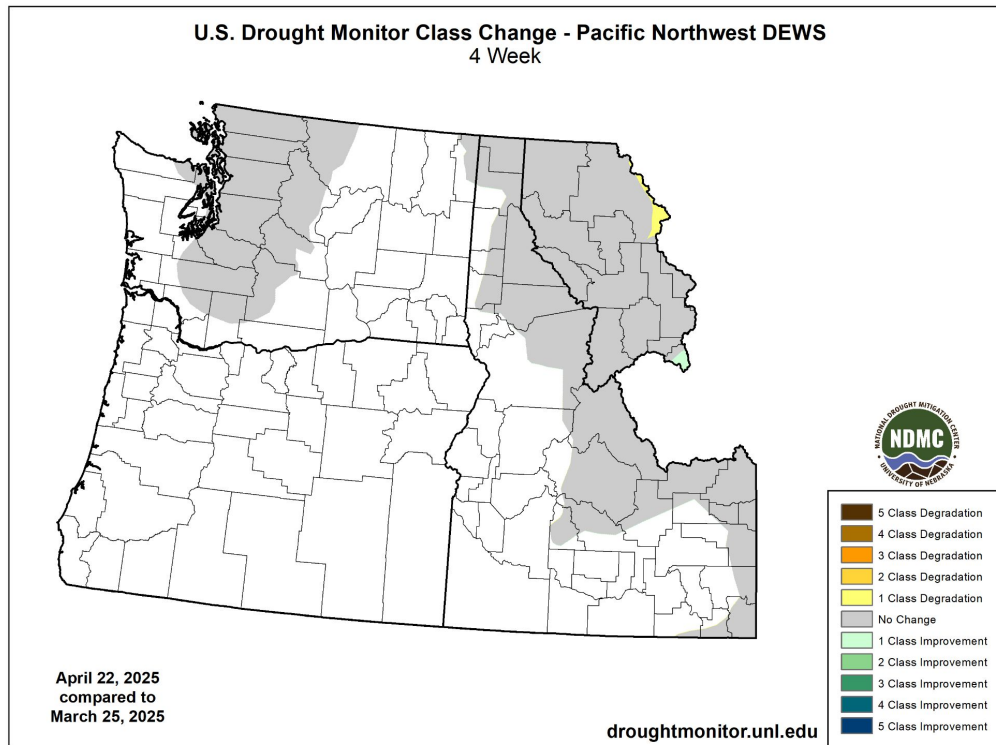 U.S. Drought Monitor Class Change - Pacific Northwest DEWS
4 Week
NATIONAL DROUGHT MITIGATION CENTER
NDMC
UNIVERSITY OF NEBRASKA
5 Class Degradation
4 Class Degradation
3 Class Degradation
2 Class Degradation
1 Class Degradation
No Change
1 Class Improvement
2 Class Improvement
3 Class Improvement
4 Class Improvement
5 Class Improvement
April 22, 2025
compared to
March 25, 2025
droughtmonitor.unl.edu